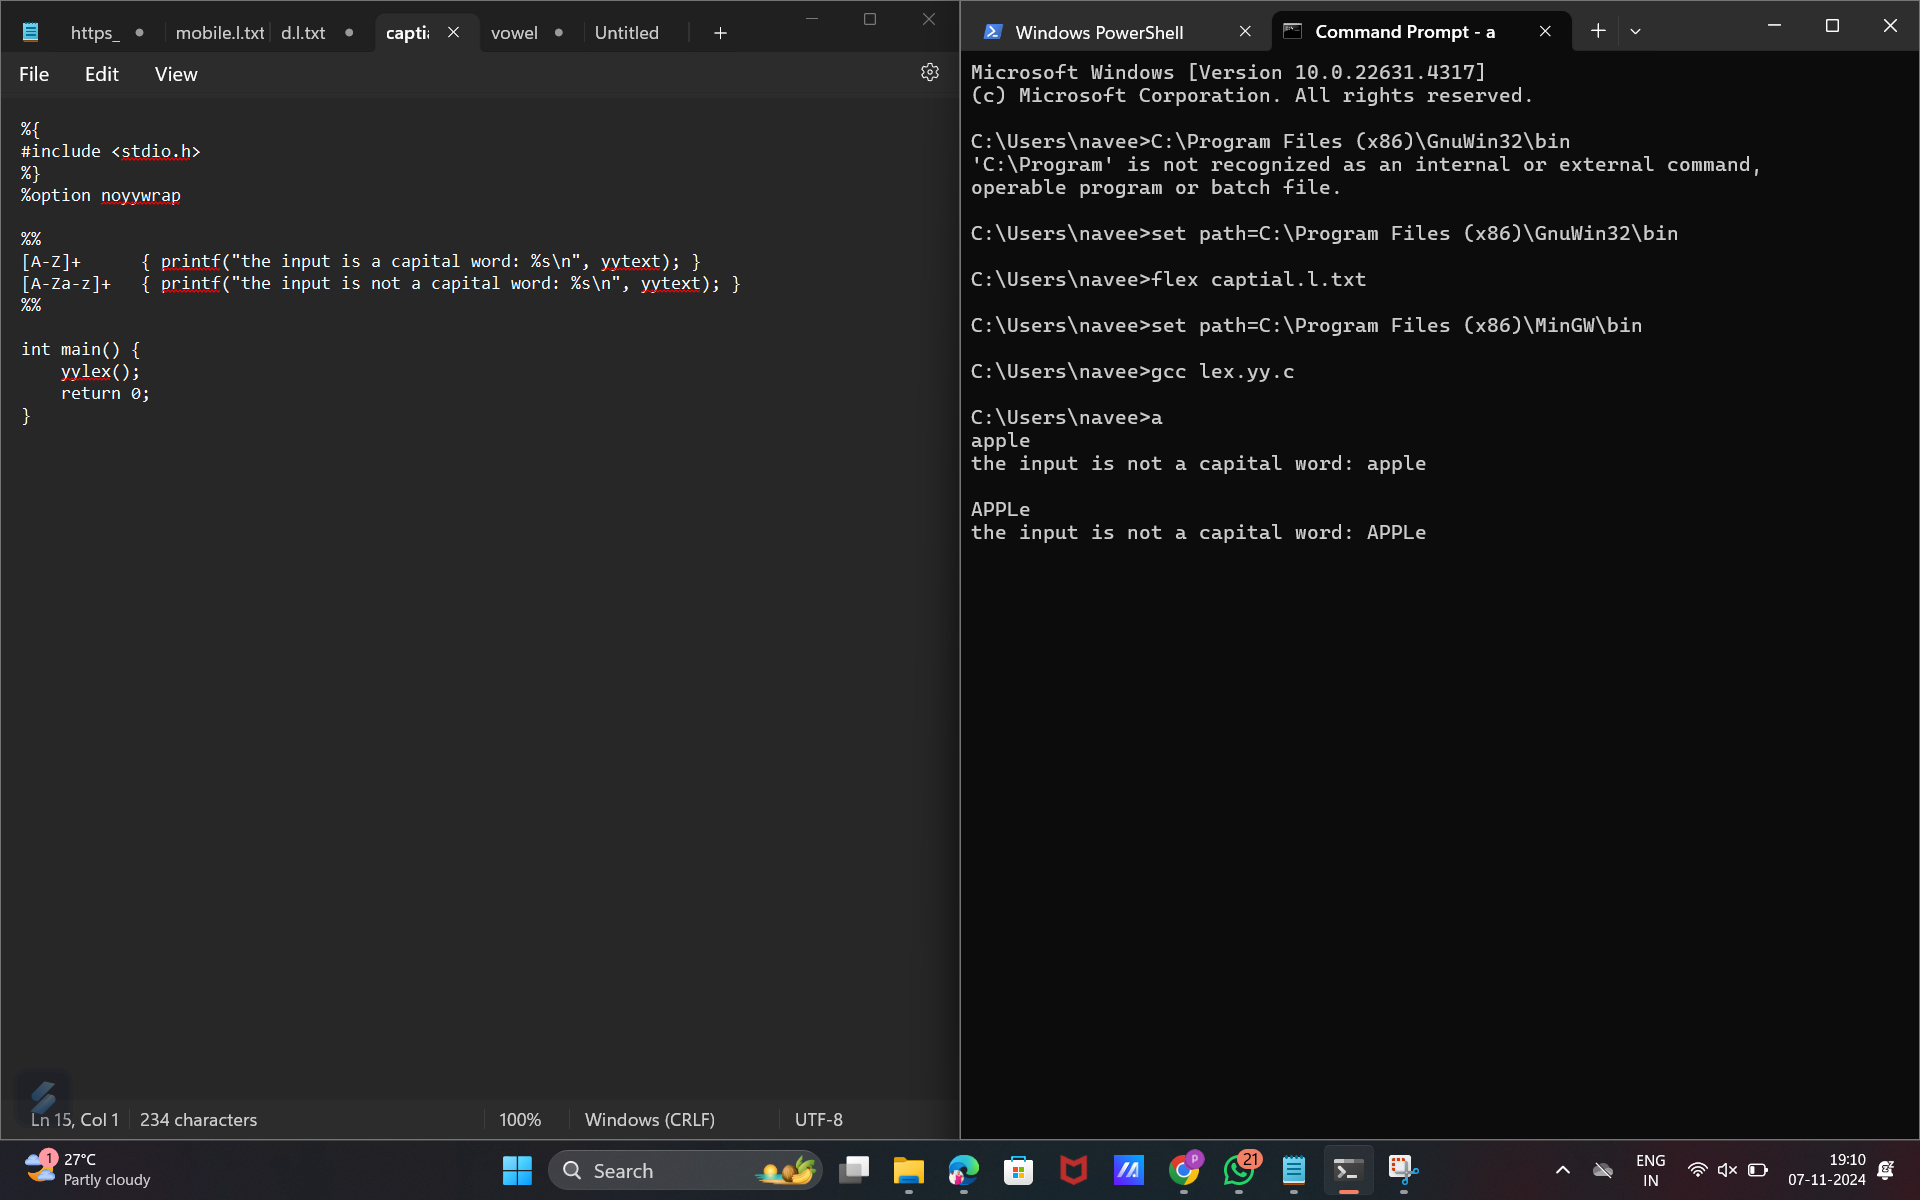 https_ mobile.l.txt d.l.txt captia vowel Untitled
File Edit View
%{
#include <stdio.h>
%}
%option noyywrap
%%
[A-Z]+ { printf("the input is a capital word: %s\n", yytext); }
[A-Za-z]+ { printf("the input is not a capital word: %s\n", yytext); }
%%
int main() {
yylex();
return 0;
}
Ln 15, Col 1 234 characters 100% Windows (CRLF) UTF-8
Windows PowerShell Command Prompt - a
Microsoft Windows [Version 10.0.22631.4317]
(c) Microsoft Corporation. All rights reserved.
C:\Users\navee>C:\Program Files (x86)\GnuWin32\bin
'C:\Program' is not recognized as an internal or external command,
operable program or batch file.
C:\Users\navee>set path=C:\Program Files (x86)\GnuWin32\bin
C:\Users\navee>flex captial.l.txt
C:\Users\navee>set path=C:\Program Files (x86)\MinGW\bin
C:\Users\navee>gcc lex.yy.c
C:\Users\navee>a
apple
the input is not a capital word: apple
APPLe
the input is not a capital word: APPLe
1 27°C
Partly cloudy
Search
P
21
ENG
IN
19:10
07-11-2024